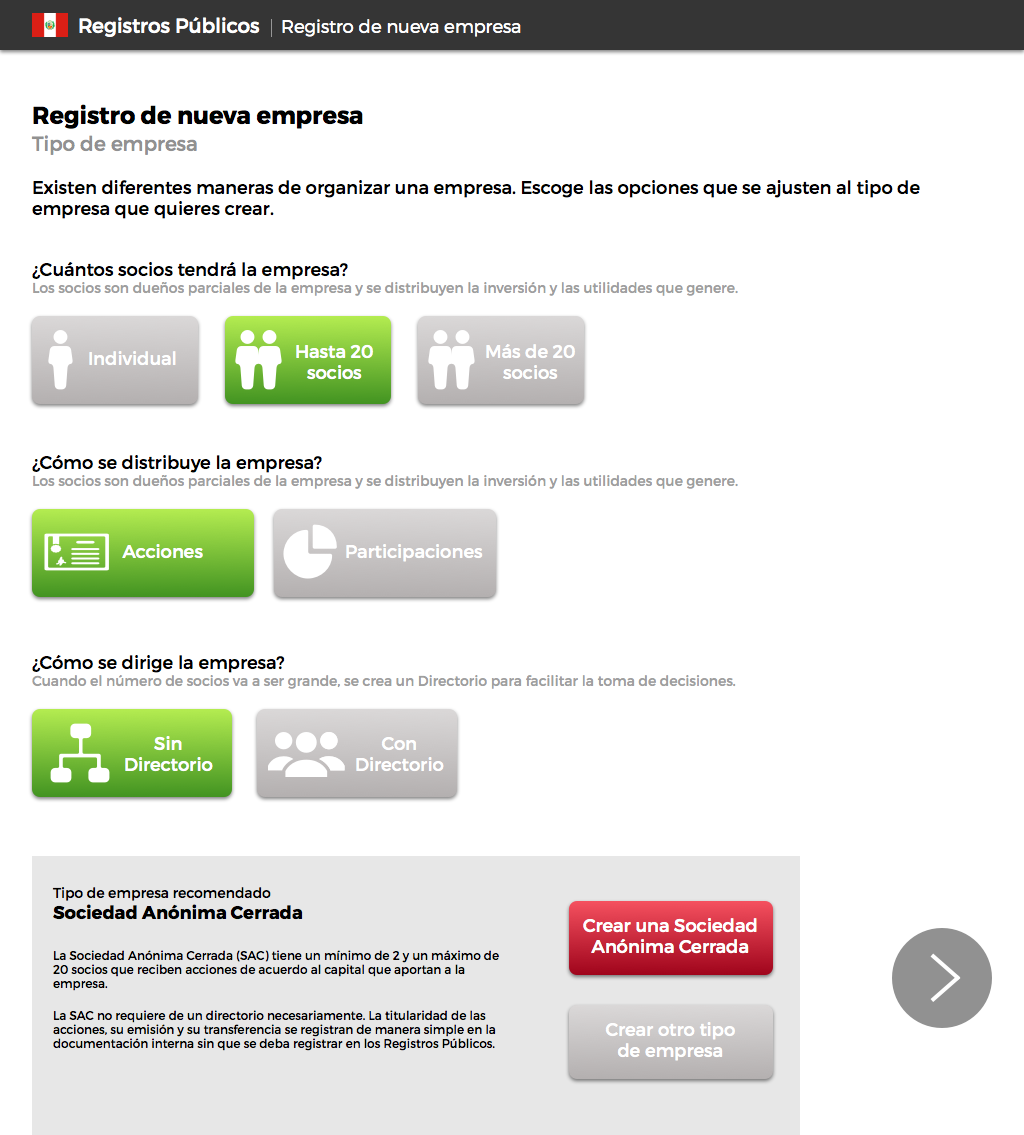 Registros Públicos | Registro de nueva empresa
Registro de nueva empresa
Tipo de empresa
Existen diferentes maneras de organizar una empresa. Escoge las opciones que se ajusten al tipo de
empresa que quieres crear.
¿Cuántos socios tendrá la empresa?
Los socios son dueños parciales de la empresa y se distribuyen la inversión y las utilidades que genere.
Individual
Hasta 20
socios
Más de 20
socios
¿Cómo se distribuye la empresa?
Los socios son dueños parciales de la empresa y se distribuyen la inversión y las utilidades que genere.
Acciones
Participaciones
¿Cómo se dirige la empresa?
Cuando el número de socios va a ser grande, se crea un Directorio para facilitar la toma de decisiones.
Sin
Directorio
Con
Directorio
Tipo de empresa recomendado
Sociedad Anónima Cerrada
La Sociedad Anónima Cerrada (SAC) tiene un mínimo de 2 y un máximo de
20 socios que reciben acciones de acuerdo al capital que aportan a la
empresa.
La SAC no requiere de un directorio necesariamente. La titularidad de las
acciones, su emisión y su transferencia se registran de manera simple en la
documentación interna sin que se deba registrar en los Registros Públicos.
Crear una Sociedad
Anónima Cerrada
Crear otro tipo
de empresa